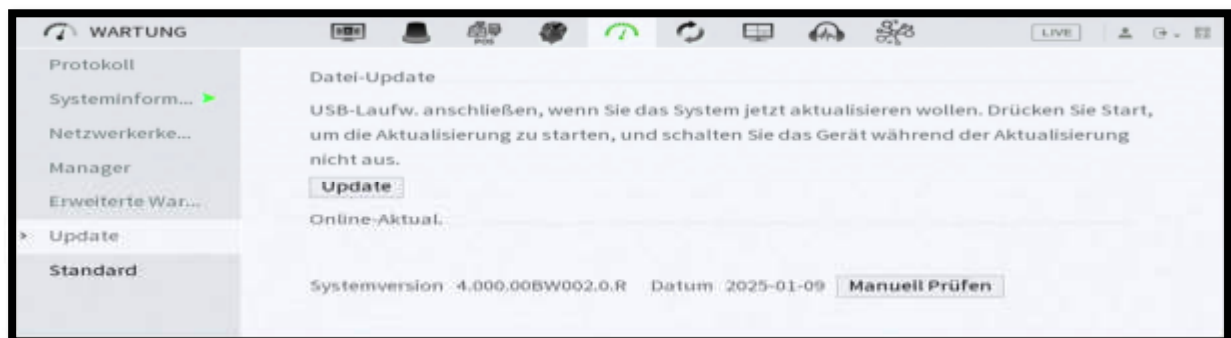 WARTUNG
POS
LIVE
Protokoll
Systeminform...
Netzwerkerke...
Manager
Erweiterte War...
Update
Standard
Datei-Update
USB-Laufw. anschließen, wenn Sie das System jetzt aktualisieren wollen. Drücken Sie Start,
um die Aktualisierung zu starten, und schalten Sie das Gerät während der Aktualisierung
nicht aus.
Update
Online-Aktual.
Systemversion 4.000.00BW002.0.R Datum 2025-01-09 Manuell Prüfen